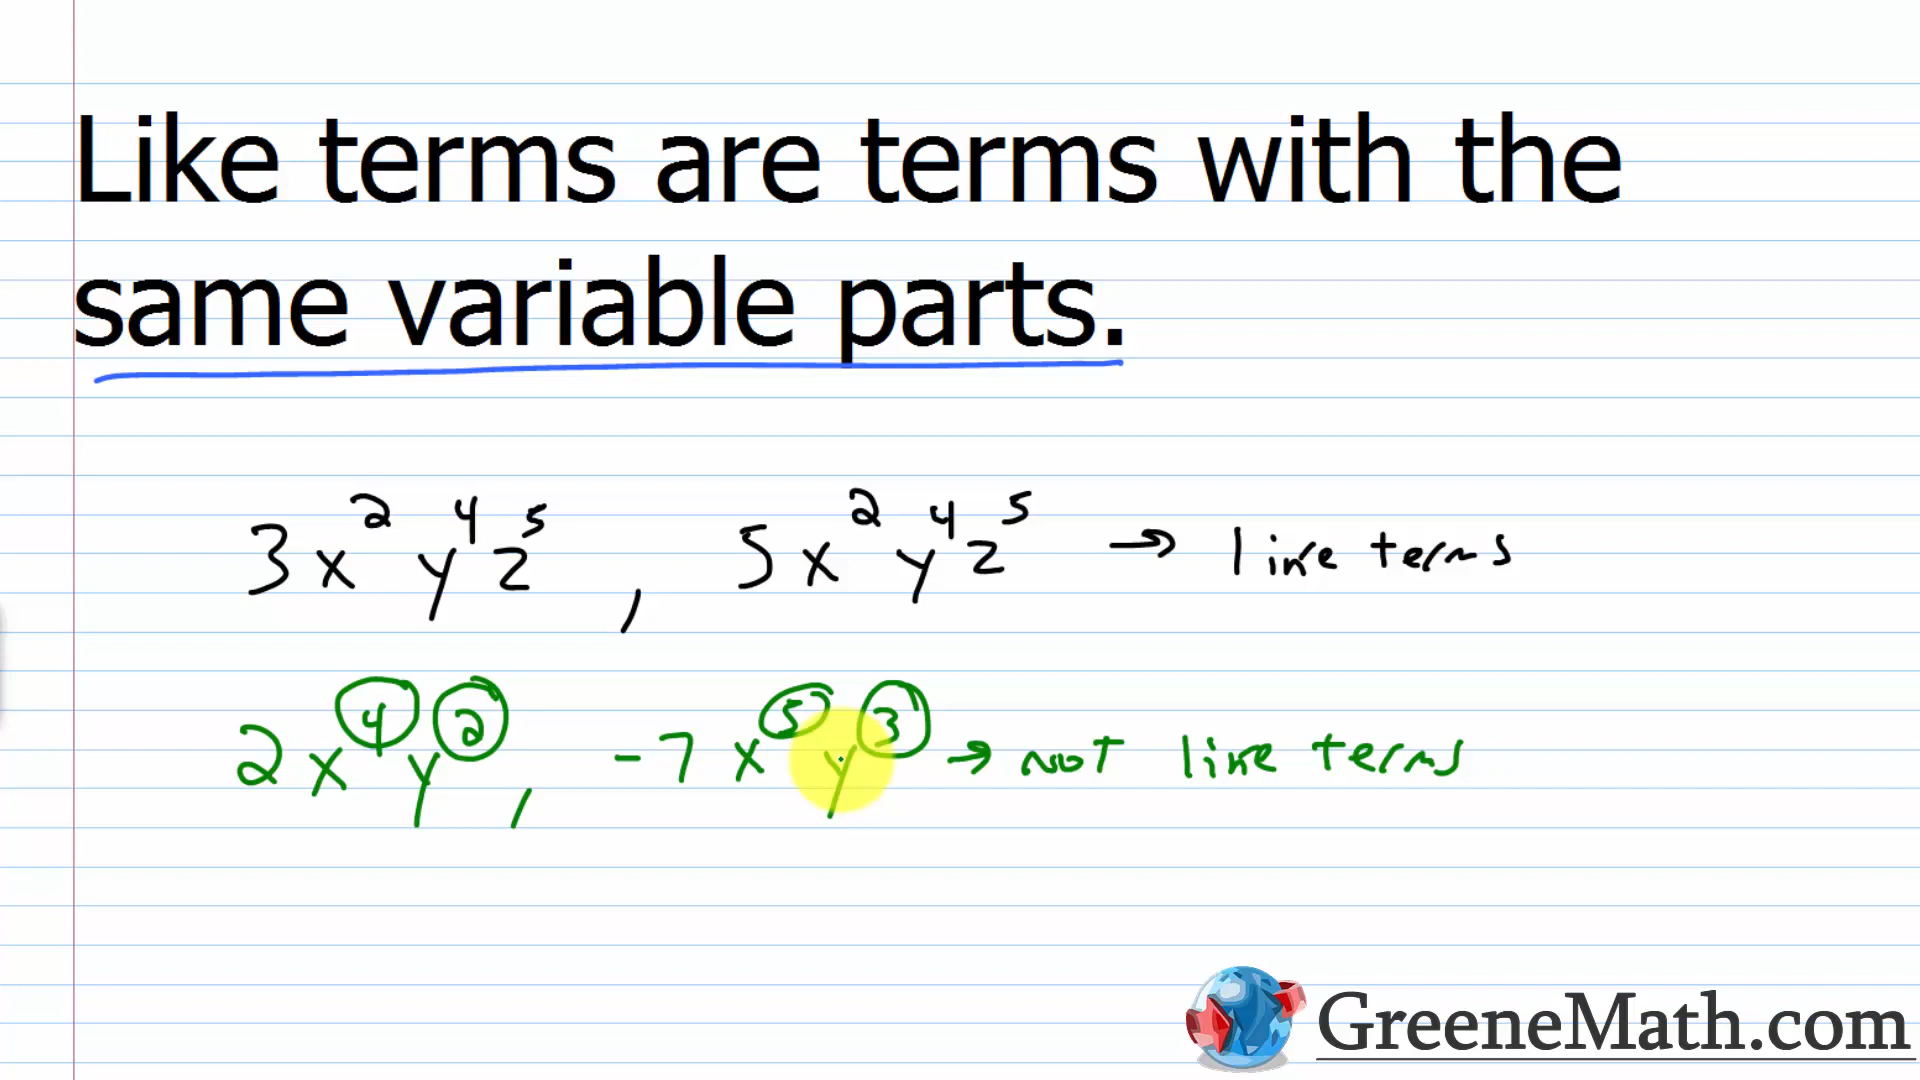 Like terms are terms with the
same variable parts.
3x²y⁴z⁵, 5x²y⁴z⁵ → like terms
2x⁴y², -7x⁵y³ → not like terms
GreeneMath.com